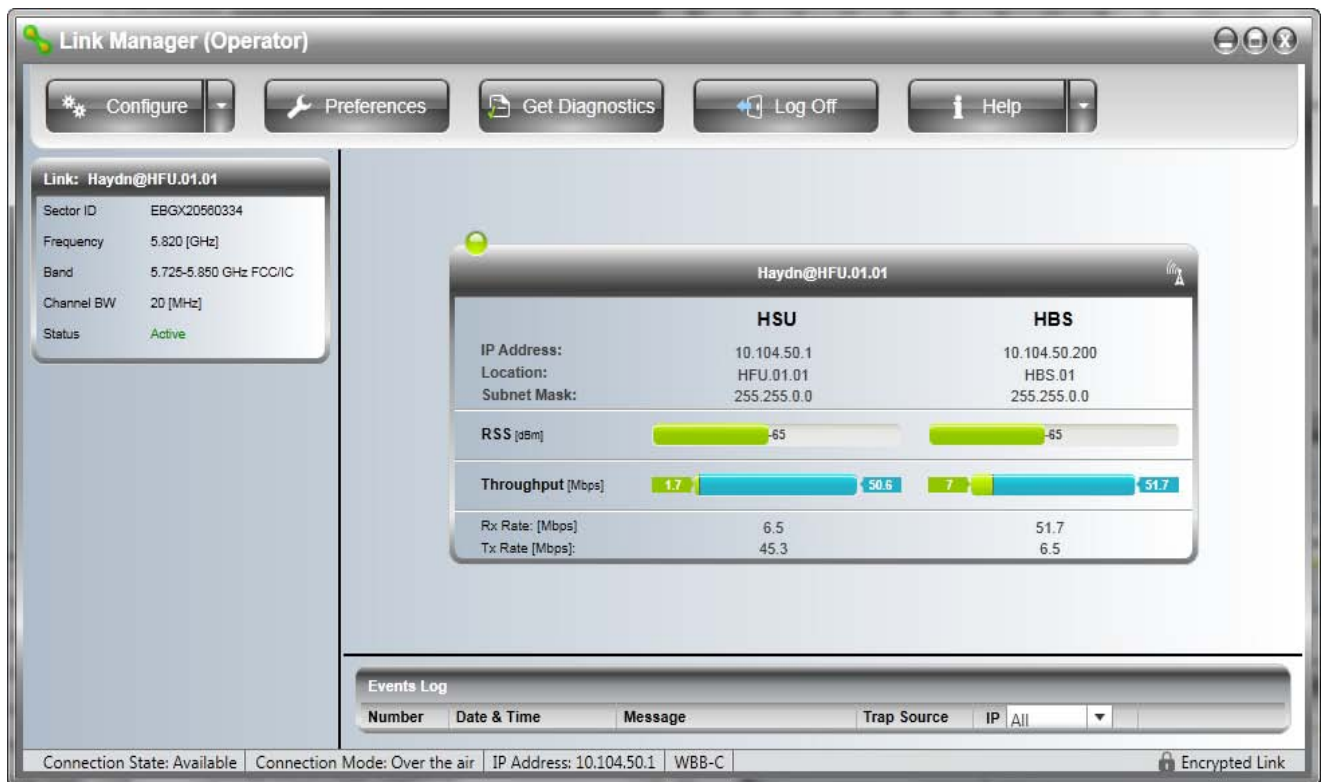 Link Manager (Operator)
Configure Preferences Get Diagnostics Log Off Help
Link: Haydn@HFU.01.01
Sector ID EBGX20560334
Frequency 5.820 [GHz]
Band 5.725-5.850 GHz FCC/IC
Channel BW 20 [MHz]
Status Active
Haydn@HFU.01.01
HSU HBS
IP Address: 10.104.50.1 10.104.50.200
Location: HFU.01.01 HBS.01
Subnet Mask: 255.255.0.0 255.255.0.0
RSS [dBm] -65 -65
Throughput [Mbps] 1.7 50.6 7 51.7
Rx Rate: [Mbps] 6.5 51.7
Tx Rate [Mbps]: 45.3 6.5
Events Log
Number Date & Time Message Trap Source IP All
Connection State: Available Connection Mode: Over the air IP Address: 10.104.50.1 WBB-C Encrypted Link